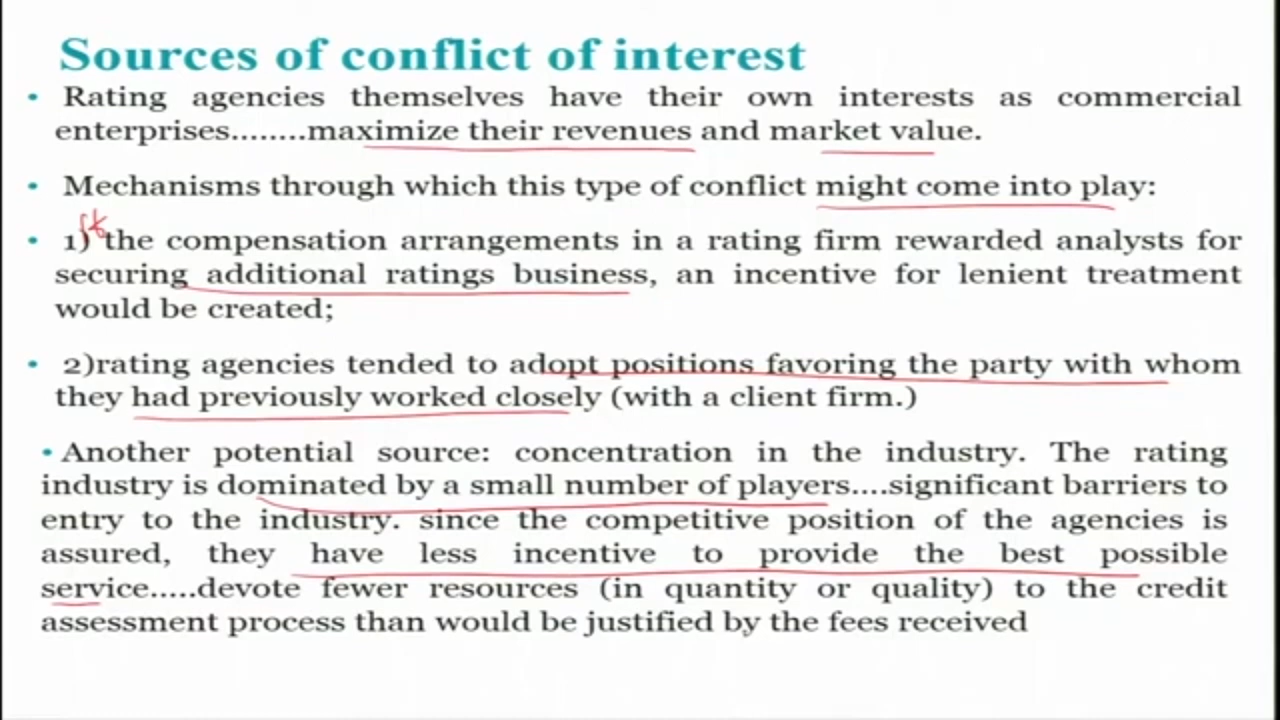 Sources of conflict of interest
• Rating agencies themselves have their own interests as commercial
enterprises........maximize their revenues and market value.
• Mechanisms through which this type of conflict might come into play:
• 1) if the compensation arrangements in a rating firm rewarded analysts for
securing additional ratings business, an incentive for lenient treatment
would be created;
• 2)rating agencies tended to adopt positions favoring the party with whom
they had previously worked closely (with a client firm.)
• Another potential source: concentration in the industry. The rating
industry is dominated by a small number of players....significant barriers to
entry to the industry. since the competitive position of the agencies is
assured, they have less incentive to provide the best possible
service.....devote fewer resources (in quantity or quality) to the credit
assessment process than would be justified by the fees received